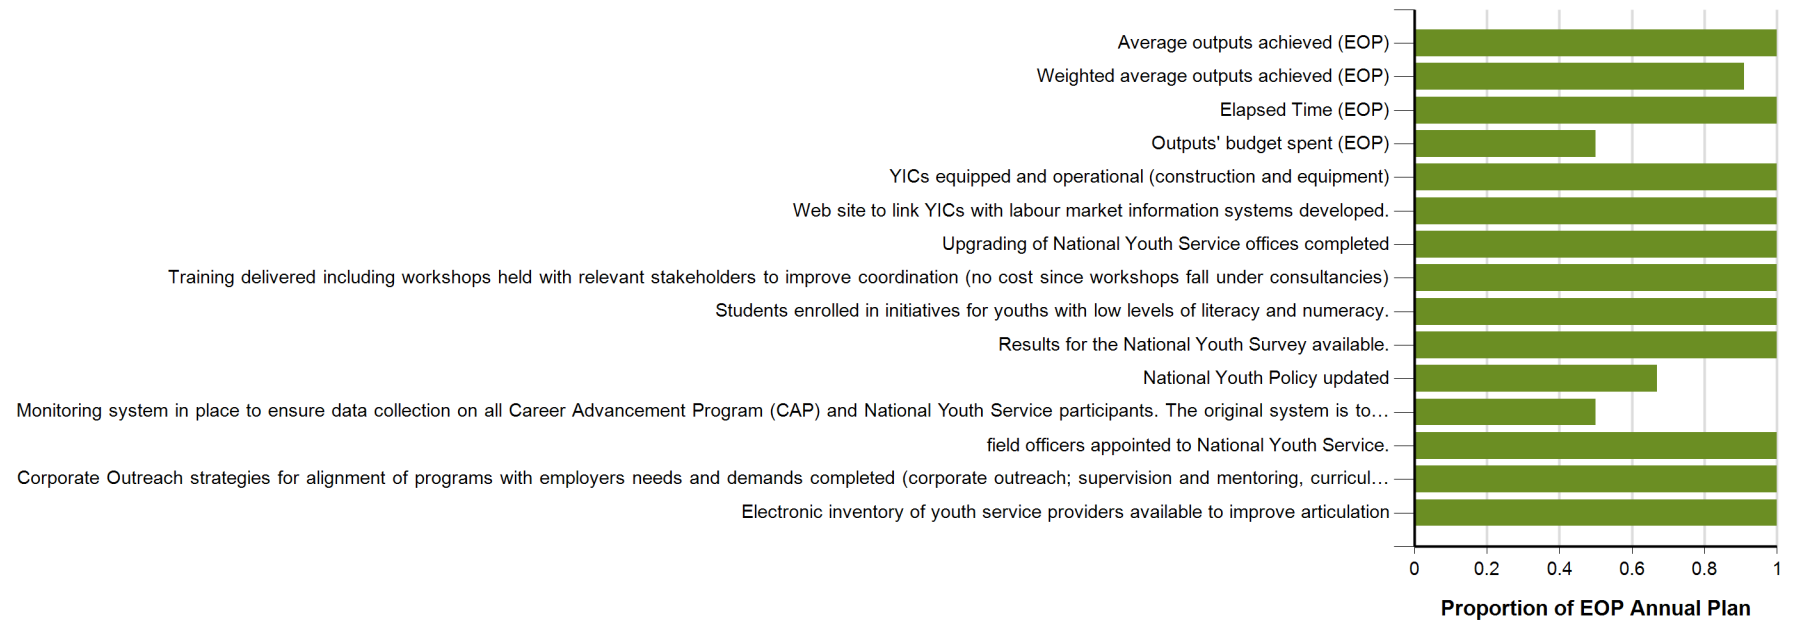 Average outputs achieved (EOP)
Weighted average outputs achieved (EOP)
Elapsed Time (EOP)
Outputs' budget spent (EOP)
YICs equipped and operational (construction and equipment)
Web site to link YICs with labour market information systems developed.
Upgrading of National Youth Service offices completed
Training delivered including workshops held with relevant stakeholders to improve coordination (no cost since workshops fall under consultancies)
Students enrolled in initiatives for youths with low levels of literacy and numeracy.
Results for the National Youth Survey available.
National Youth Policy updated
Monitoring system in place to ensure data collection on all Career Advancement Program (CAP) and National Youth Service participants. The original system is to…
field officers appointed to National Youth Service.
Corporate Outreach strategies for alignment of programs with employers needs and demands completed (corporate outreach; supervision and mentoring, curricul…
Electronic inventory of youth service providers available to improve articulation
0 0.2 0.4 0.6 0.8 1
Proportion of EOP Annual Plan